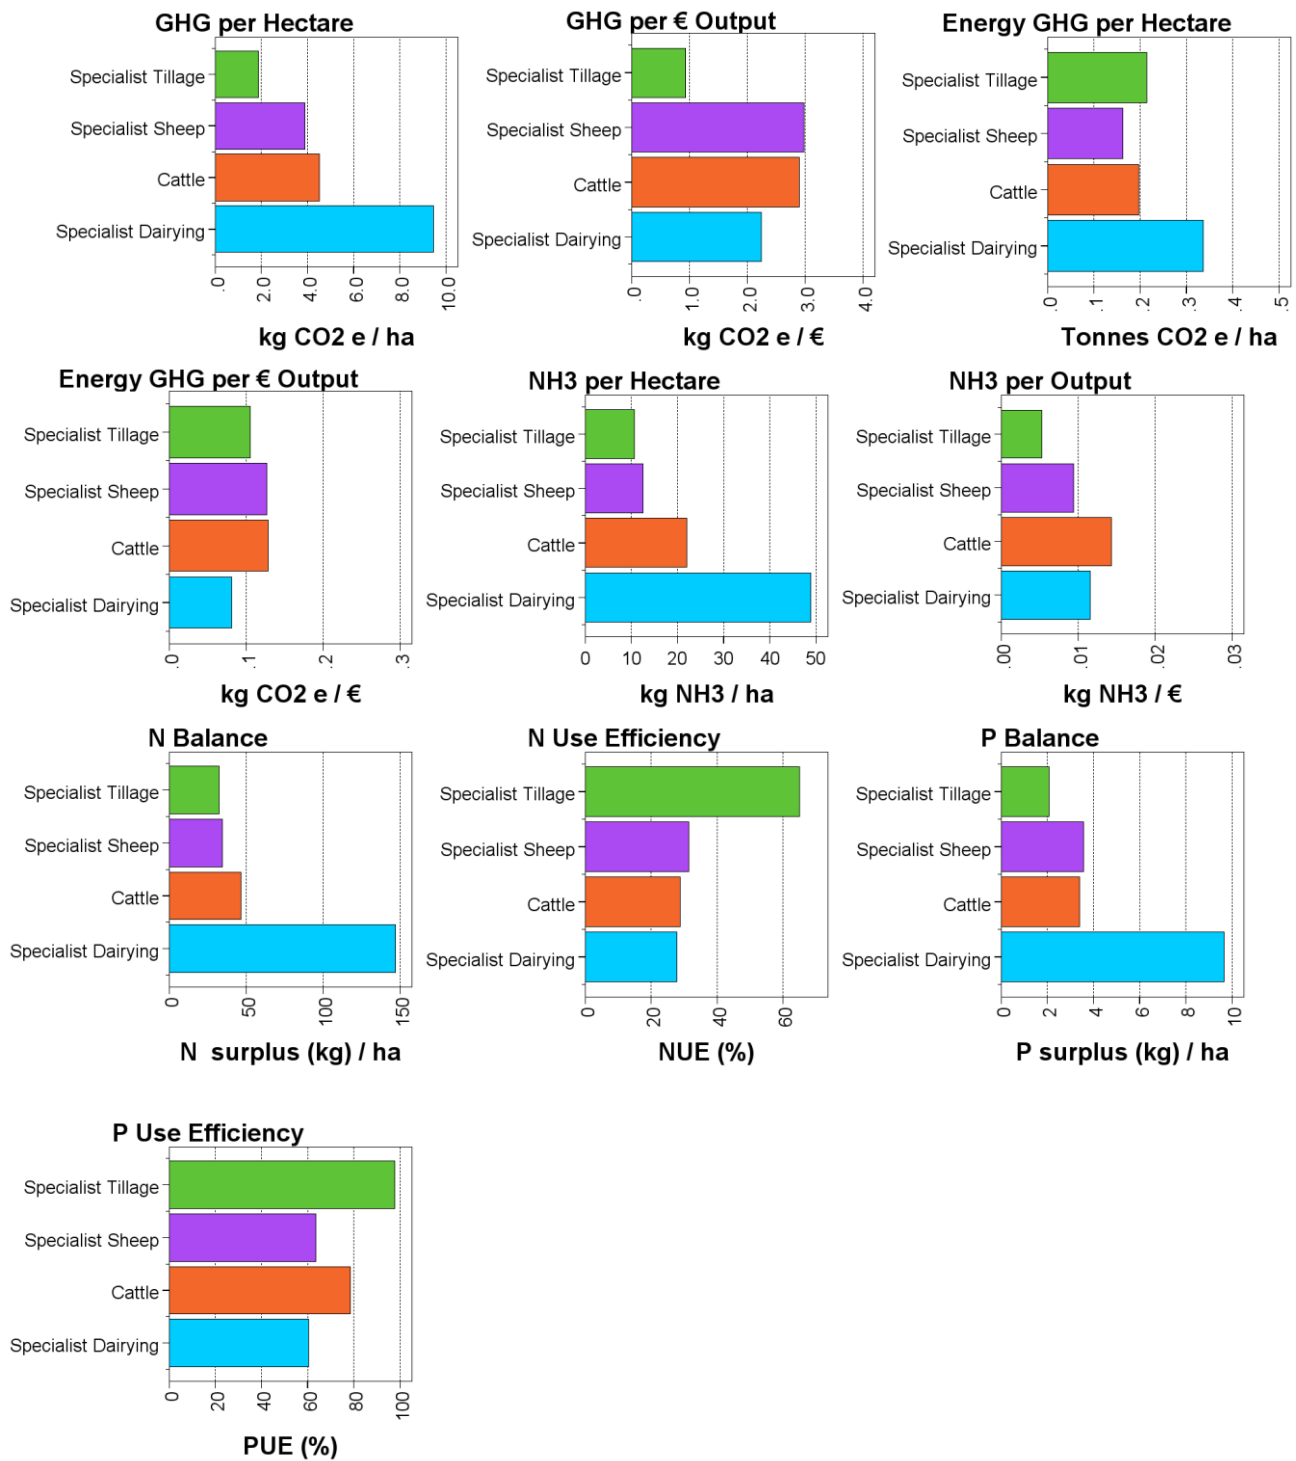 GHG per Hectare
Specialist Tillage
Specialist Sheep
Cattle
Specialist Dairying
.0 2.0 4.0 6.0 8.0 10.0
kg CO2 e / ha
GHG per € Output
Specialist Tillage
Specialist Sheep
Cattle
Specialist Dairying
.0 1.0 2.0 3.0 4.0
kg CO2 e / €
Energy GHG per Hectare
Specialist Tillage
Specialist Sheep
Cattle
Specialist Dairying
.0 .1 .2 .3 .4 .5
Tonnes CO2 e / ha
Energy GHG per € Output
Specialist Tillage
Specialist Sheep
Cattle
Specialist Dairying
.0 .1 .2 .3
kg CO2 e / €
NH3 per Hectare
Specialist Tillage
Specialist Sheep
Cattle
Specialist Dairying
0 10 20 30 40 50
kg NH3 / ha
NH3 per Output
Specialist Tillage
Specialist Sheep
Cattle
Specialist Dairying
.00 .01 .02 .03
kg NH3 / €
N Balance
Specialist Tillage
Specialist Sheep
Cattle
Specialist Dairying
0 50 100 150
N surplus (kg) / ha
N Use Efficiency
Specialist Tillage
Specialist Sheep
Cattle
Specialist Dairying
0 20 40 60
NUE (%)
P Balance
Specialist Tillage
Specialist Sheep
Cattle
Specialist Dairying
0 2 4 6 8 10
P surplus (kg) / ha
P Use Efficiency
Specialist Tillage
Specialist Sheep
Cattle
Specialist Dairying
0 20 40 60 80 100
PUE (%)